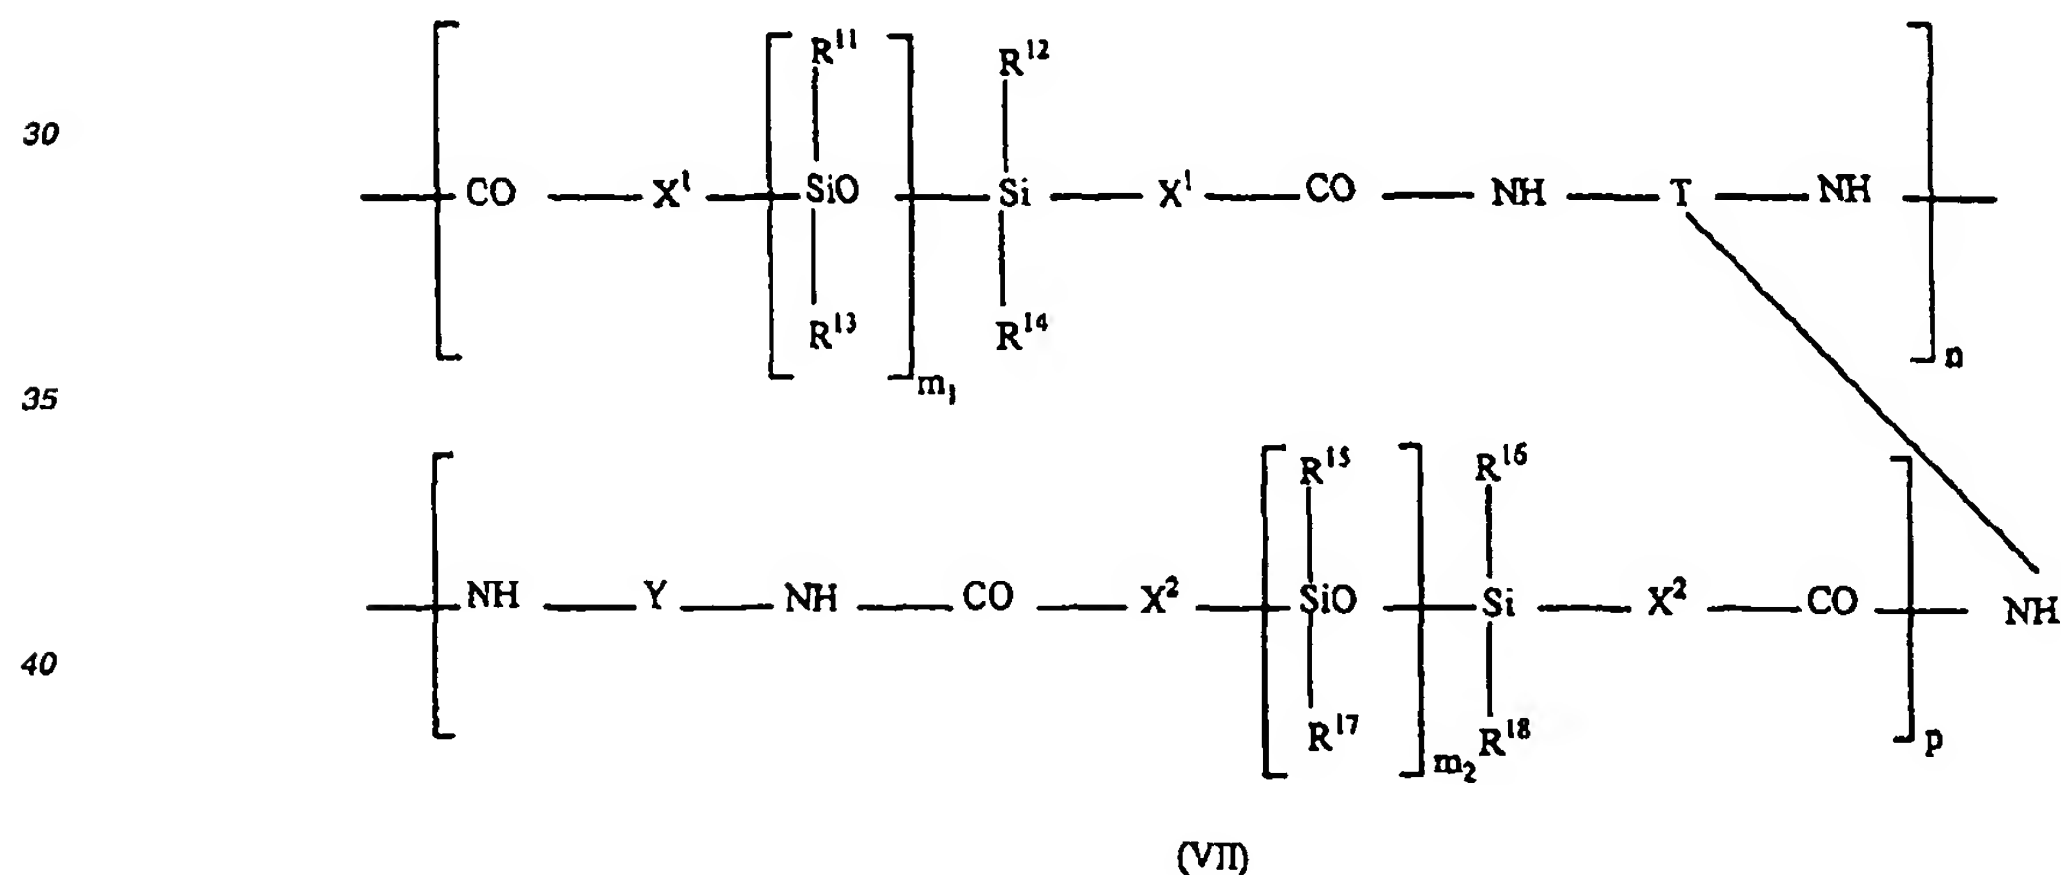 R¹¹ R¹²
30
CO X¹ SiO Si X¹ CO NH T NH
R¹³ R¹⁴
n
35
m₁
R¹⁵ R¹⁶
NH Y NH CO X² SiO Si X² CO NH
40
R¹⁷ R¹⁸
m₂ p
(VII)